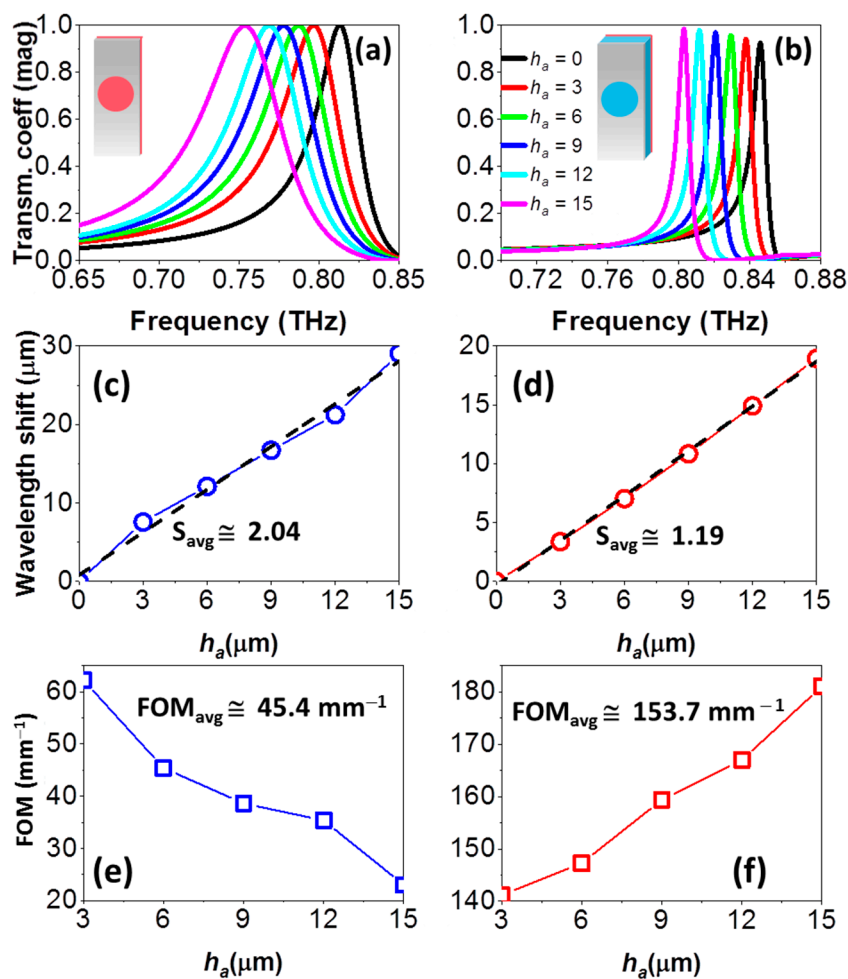 (a)
Transm. coeff (mag)
1.0
0.8
0.6
0.4
0.2
0.0
0.65 0.70 0.75 0.80 0.85
Frequency (THz)
(b)
1.0
0.8
0.6
0.4
0.2
0.0
hₐ = 0
hₐ = 3
hₐ = 6
hₐ = 9
hₐ = 12
hₐ = 15
0.72 0.76 0.80 0.84 0.88
Frequency (THz)
(c)
Wavelength shift (μm)
30
20
10
0
S_avg ≅ 2.04
0 3 6 9 12 15
hₐ(μm)
(d)
20
15
10
5
0
S_avg ≅ 1.19
0 3 6 9 12 15
hₐ(μm)
FOM (mm⁻¹)
60
50
40
30
20
FOM_avg ≅ 45.4 mm⁻¹
(e)
3 6 9 12 15
hₐ(μm)
180
170
160
150
140
FOM_avg ≅ 153.7 mm⁻¹
(f)
3 6 9 12 15
hₐ(μm)